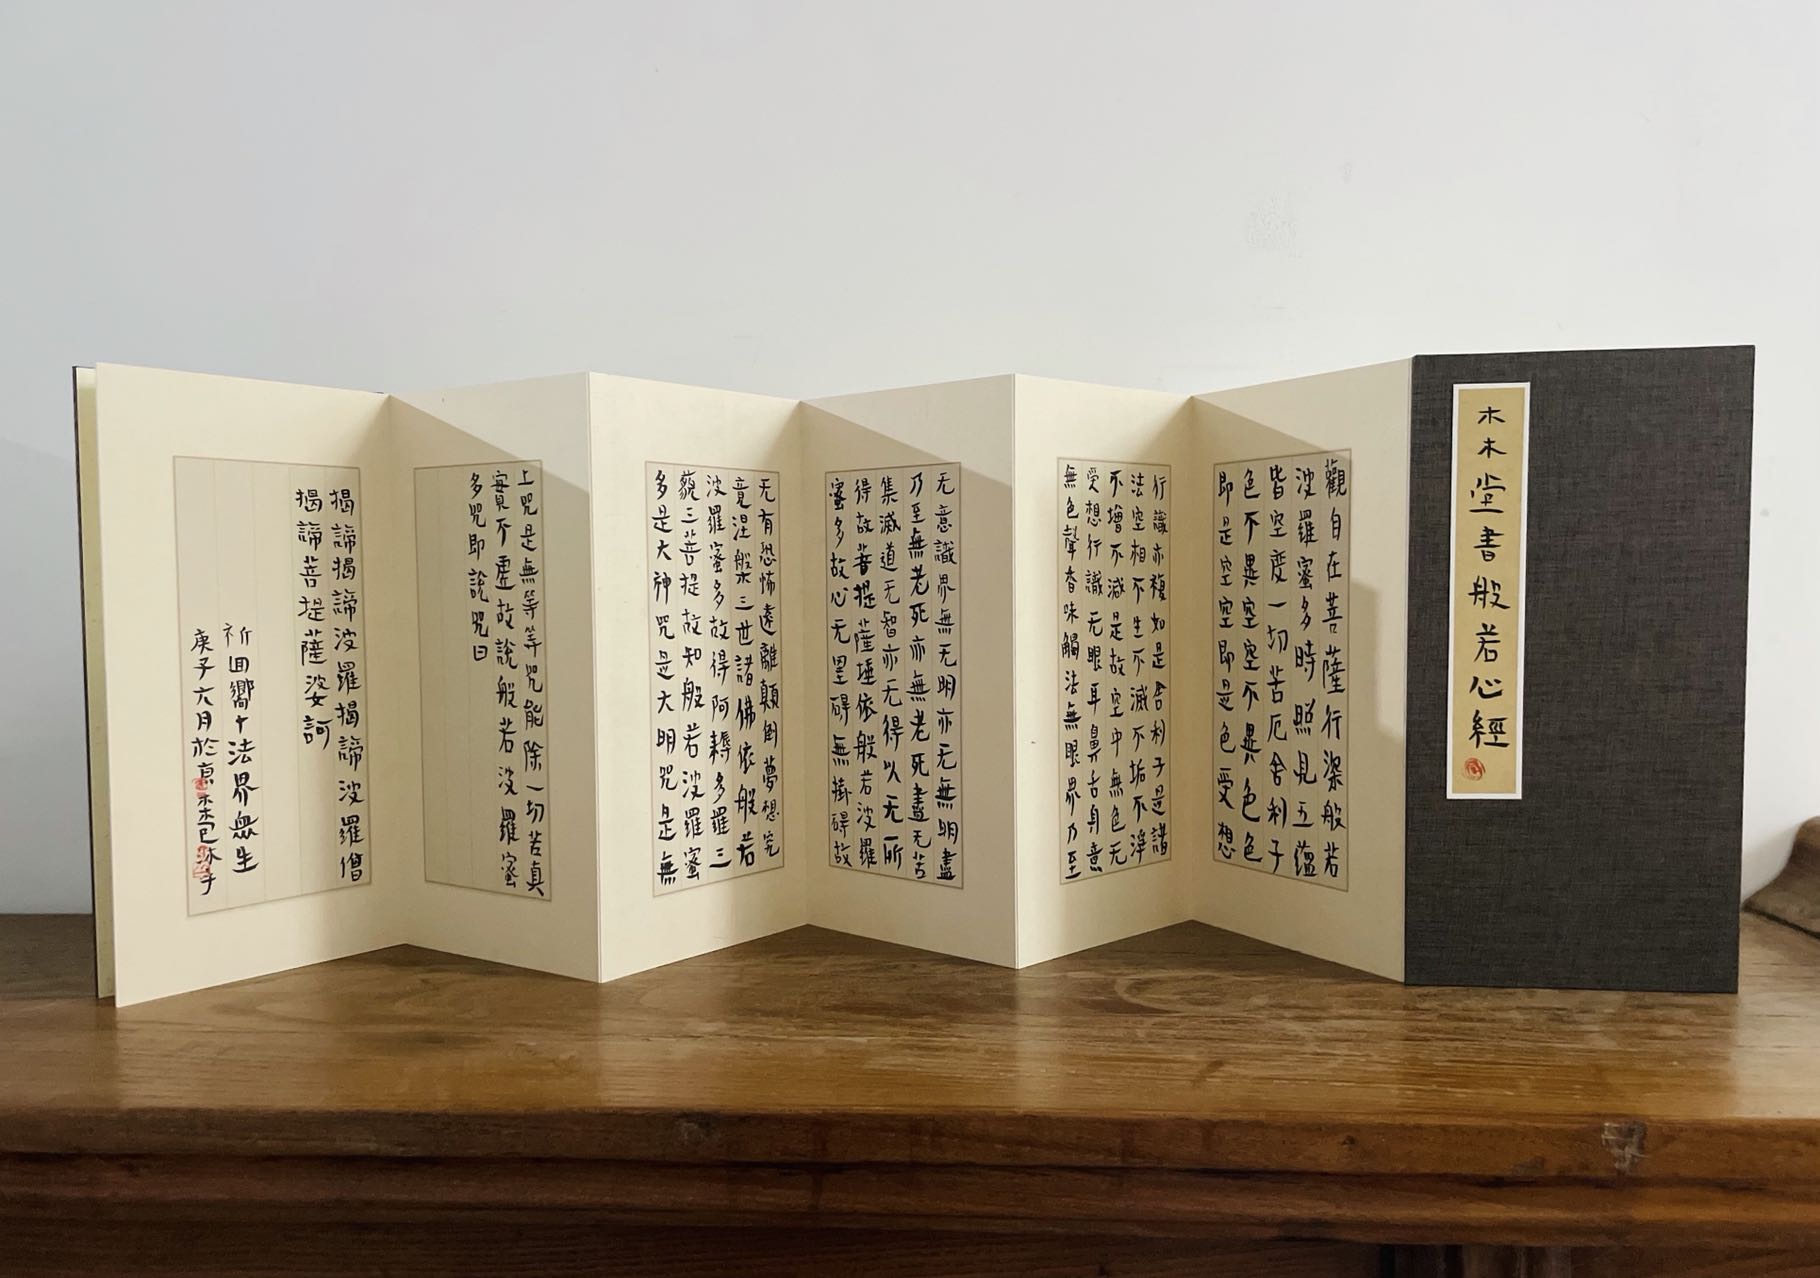 木木堂書般若心經
觀自在菩薩行深般若
波羅蜜多時照見五蘊
皆空度一切苦厄舍利子
色不異空空不異色色
即是空空即是色受想
行識亦複如是舍利子是諸
法空相不生不滅不垢不淨
不增不減是故空中無色无
受想行識无眼耳鼻舌身意
無色聲香味觸法無眼界乃至
无意識界無无明亦无無明盡
乃至無老死亦無老死盡无苦
集滅道无智亦无得以无所
得故菩提薩埵依般若波羅
蜜多故心无罣碍無掛碍故
无有恐怖遠離顛倒夢想究
竟涅槃三世諸佛依般若
波羅蜜多故得阿耨多羅三
藐三菩提故知般若波羅蜜
多是大神咒是大明咒是無
上咒是無等等咒能除一切苦真
實不虛故說般若波羅蜜
多咒即說咒曰
揭諦揭諦波羅揭諦波羅僧
揭諦菩提薩婆訶
祈回嚮十法界無生
庚子六月於京